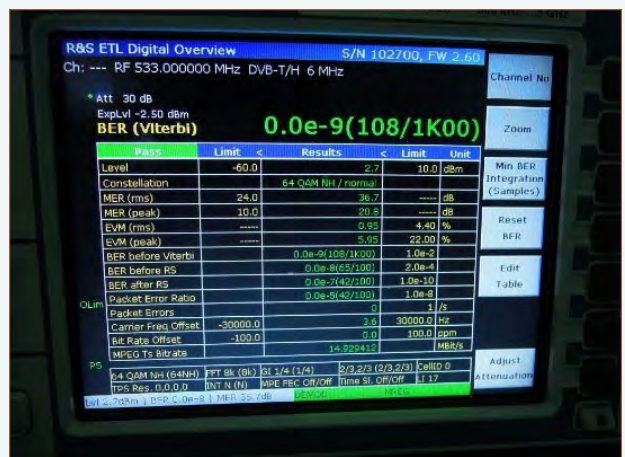 R&S ETL Digital Overview S/N 102700, FW 2.60
Ch: --- RF 533.000000 MHz DVB-T/H 6 MHz
Channel No
* Att 30 dB
ExpLvl -2.50 dBm
BER (Viterbi) 0.0e-9(108/1K00)
Zoom
Pass Limit < Results < Limit Unit
Level -60.0 2.7 10.0 dBm
Constellation 64 QAM NH / normal
MER (rms) 24.0 36.7 ----- dB
MER (peak) 10.0 20.8 ----- dB
EVM (rms) ----- 0.95 4.40 %
EVM (peak) ----- 5.95 22.00 %
BER before Viterbi 0.0e-9(108/1K00) 1.0e-2
BER before RS 0.0e-8(65/100) 2.0e-4
BER after RS 0.0e-7(42/100) 1.0e-10
Packet Error Ratio 0.0e-5(42/100) 1.0e-8
Packet Errors 0 1 /s
Carrier Freq Offset -30000.0 3.6 30000.0 Hz
Bit Rate Offset -100.0 0.0 100.0 ppm
MPEG Ts Bitrate 14.929412 MBit/s
OLim
PS
64 QAM NH (64NH) FFT 8k (8k) GI 1/4 (1/4) 2/3,2/3 (2/3,2/3) CellID 0
TPS Res. 0,0,0,0 INT N (N) MPE FEC Off/Off Time Sl. Off/Off LI 17
Lvl 2.7dBm | BER 0.0e-8 | MER 36.7dB DEMOD MPEG
Min BER
Integration
(Samples)
Reset
BER
Edit
Table
Adjust
Attenuation